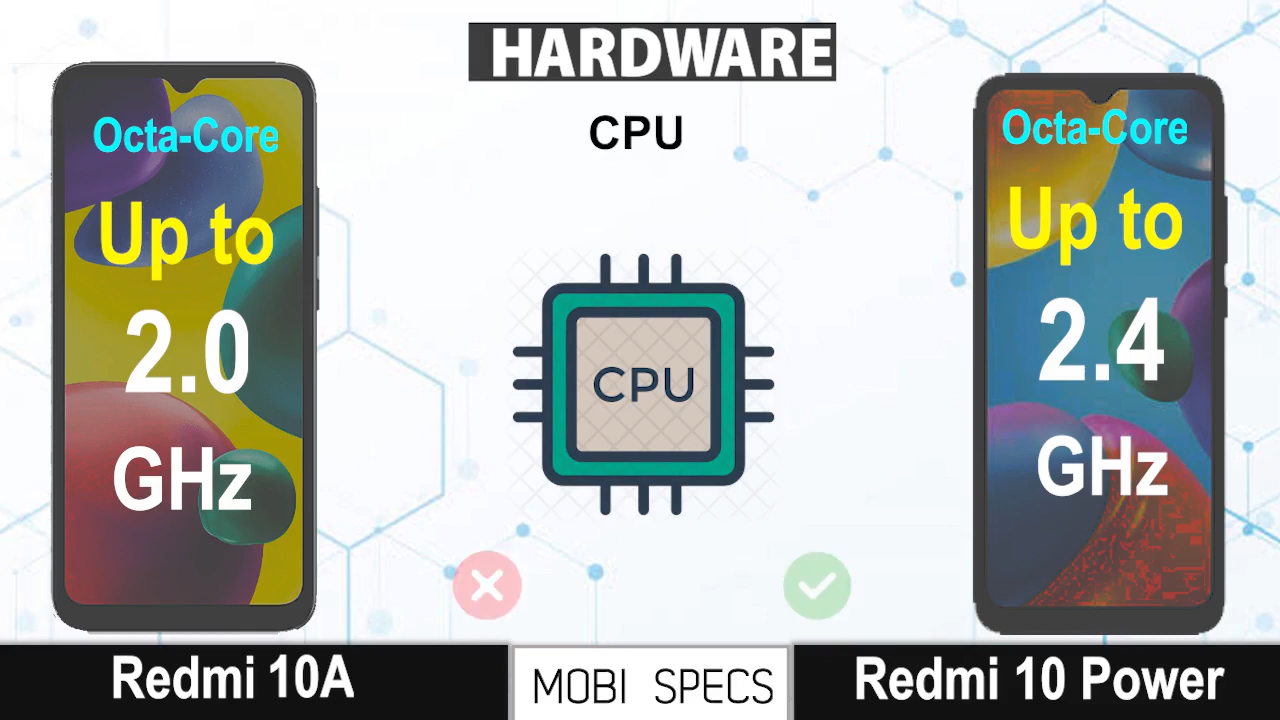 HARDWARE
CPU
Octa-Core
Up to
2.0
GHz
CPU
Octa-Core
Up to
2.4
GHz
Redmi 10A
MOBI SPECS
Redmi 10 Power